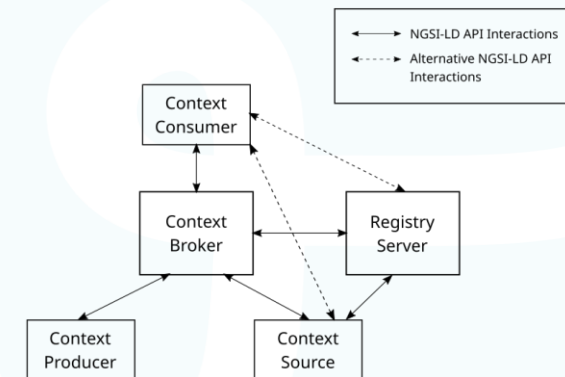 NGSI-LD API Interactions
Alternative NGSI-LD API
Interactions
Context
Consumer
Context
Broker
Registry
Server
Context
Producer
Context
Source